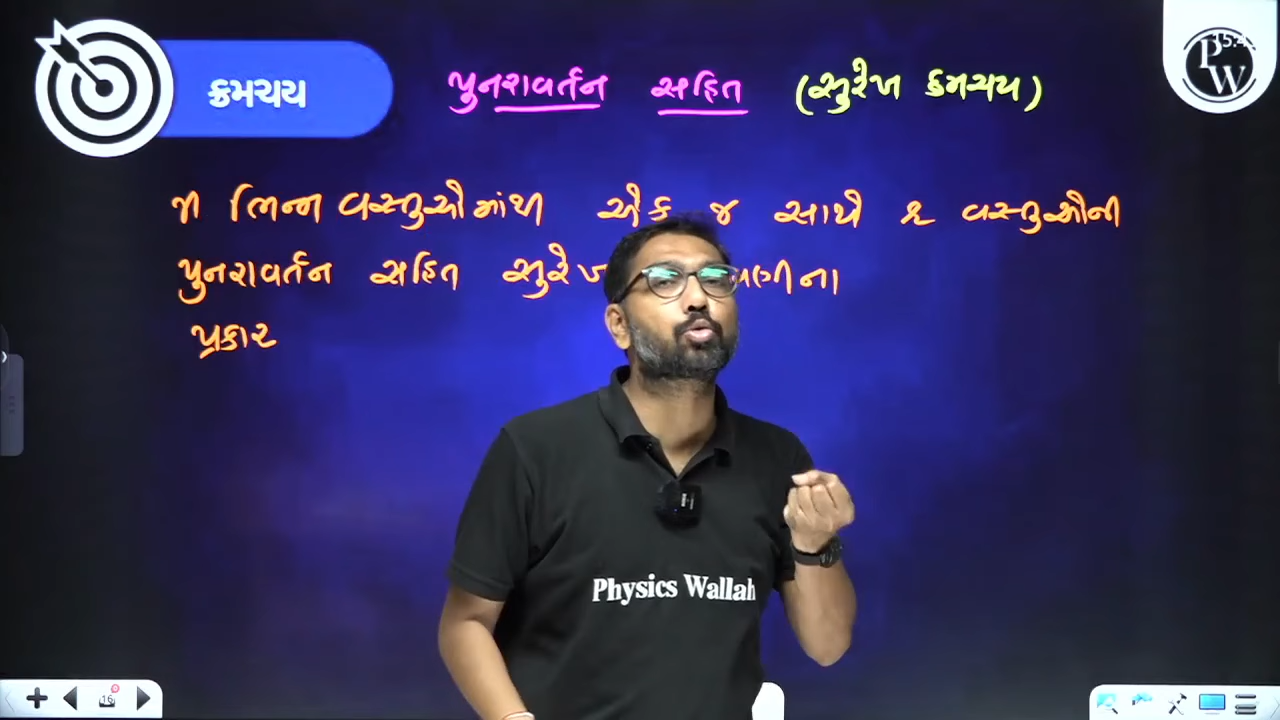 ક્રમચય
પુનરાવર્તન સહિત (સુરેખ ક્રમચય)
n ભિન્ન વસ્તુઓમાંથી એક જ સાથે r વસ્તુઓની
પુનરાવર્તન સહિત સુરેખ
પ્રકાર
PW
Physics Wallah
16